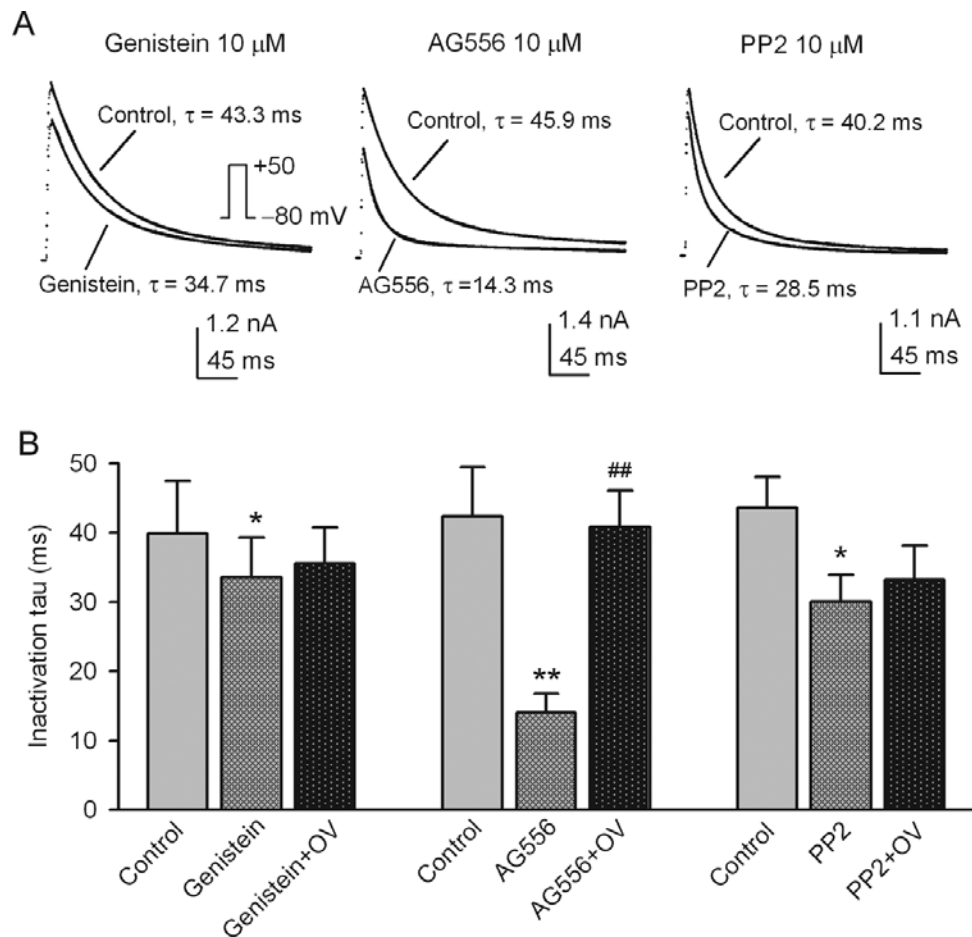 A
Genistein 10 μM
AG556 10 μM
PP2 10 μM
Control, τ = 43.3 ms
Control, τ = 45.9 ms
Control, τ = 40.2 ms
+50
−80 mV
Genistein, τ = 34.7 ms
AG556, τ =14.3 ms
PP2, τ = 28.5 ms
1.2 nA
45 ms
1.4 nA
45 ms
1.1 nA
45 ms
B
Inactivation tau (ms)
50
40
30
20
10
0
*
**
##
*
Control
Genistein
Genistein+OV
Control
AG556
AG556+OV
Control
PP2
PP2+OV